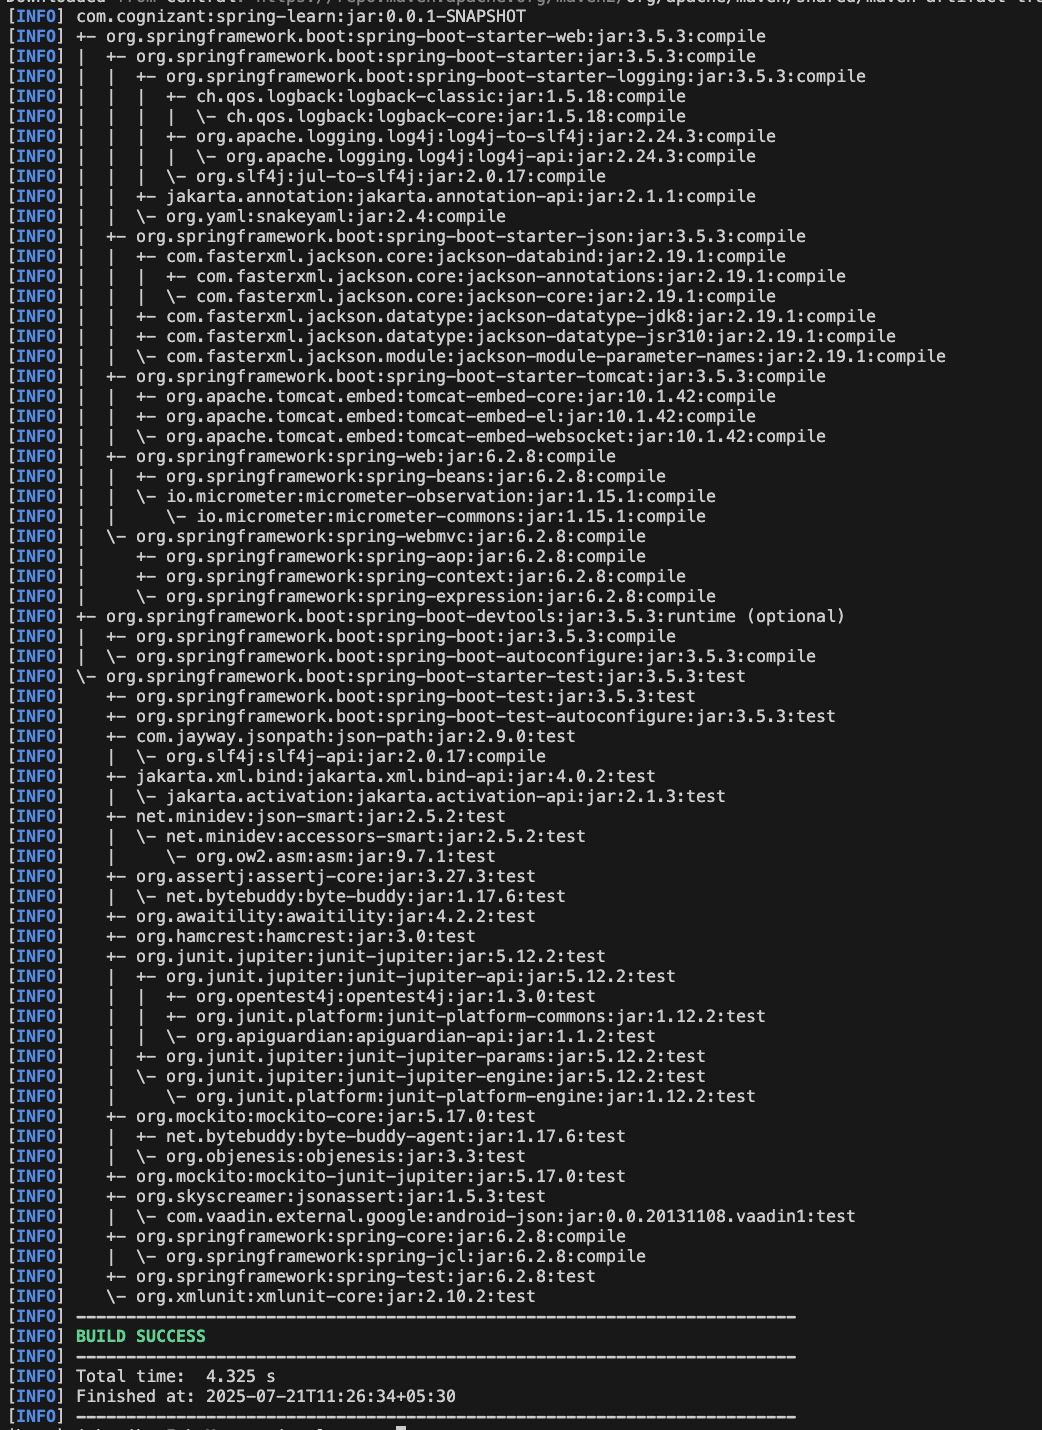 [INFO] com.cognizant:spring-learn:jar:0.0.1-SNAPSHOT
[INFO] +- org.springframework.boot:spring-boot-starter-web:jar:3.5.3:compile
[INFO] |  +- org.springframework.boot:spring-boot-starter:jar:3.5.3:compile
[INFO] |  |  +- org.springframework.boot:spring-boot-starter-logging:jar:3.5.3:compile
[INFO] |  |  |  +- ch.qos.logback:logback-classic:jar:1.5.18:compile
[INFO] |  |  |  |  \- ch.qos.logback:logback-core:jar:1.5.18:compile
[INFO] |  |  |  +- org.apache.logging.log4j:log4j-to-slf4j:jar:2.24.3:compile
[INFO] |  |  |  |  \- org.apache.logging.log4j:log4j-api:jar:2.24.3:compile
[INFO] |  |  |  \- org.slf4j:jul-to-slf4j:jar:2.0.17:compile
[INFO] |  |  +- jakarta.annotation:jakarta.annotation-api:jar:2.1.1:compile
[INFO] |  |  \- org.yaml:snakeyaml:jar:2.4:compile
[INFO] |  +- org.springframework.boot:spring-boot-starter-json:jar:3.5.3:compile
[INFO] |  |  +- com.fasterxml.jackson.core:jackson-databind:jar:2.19.1:compile
[INFO] |  |  |  +- com.fasterxml.jackson.core:jackson-annotations:jar:2.19.1:compile
[INFO] |  |  |  \- com.fasterxml.jackson.core:jackson-core:jar:2.19.1:compile
[INFO] |  |  +- com.fasterxml.jackson.datatype:jackson-datatype-jdk8:jar:2.19.1:compile
[INFO] |  |  +- com.fasterxml.jackson.datatype:jackson-datatype-jsr310:jar:2.19.1:compile
[INFO] |  |  \- com.fasterxml.jackson.module:jackson-module-parameter-names:jar:2.19.1:compile
[INFO] |  +- org.springframework.boot:spring-boot-starter-tomcat:jar:3.5.3:compile
[INFO] |  |  +- org.apache.tomcat.embed:tomcat-embed-core:jar:10.1.42:compile
[INFO] |  |  +- org.apache.tomcat.embed:tomcat-embed-el:jar:10.1.42:compile
[INFO] |  |  \- org.apache.tomcat.embed:tomcat-embed-websocket:jar:10.1.42:compile
[INFO] |  +- org.springframework:spring-web:jar:6.2.8:compile
[INFO] |  |  +- org.springframework:spring-beans:jar:6.2.8:compile
[INFO] |  |  \- io.micrometer:micrometer-observation:jar:1.15.1:compile
[INFO] |  |     \- io.micrometer:micrometer-commons:jar:1.15.1:compile
[INFO] |  \- org.springframework:spring-webmvc:jar:6.2.8:compile
[INFO] |     +- org.springframework:spring-aop:jar:6.2.8:compile
[INFO] |     +- org.springframework:spring-context:jar:6.2.8:compile
[INFO] |     \- org.springframework:spring-expression:jar:6.2.8:compile
[INFO] +- org.springframework.boot:spring-boot-devtools:jar:3.5.3:runtime (optional)
[INFO] |  +- org.springframework.boot:spring-boot:jar:3.5.3:compile
[INFO] |  \- org.springframework.boot:spring-boot-autoconfigure:jar:3.5.3:compile
[INFO] \- org.springframework.boot:spring-boot-starter-test:jar:3.5.3:test
[INFO]    +- org.springframework.boot:spring-boot-test:jar:3.5.3:test
[INFO]    +- org.springframework.boot:spring-boot-test-autoconfigure:jar:3.5.3:test
[INFO]    +- com.jayway.jsonpath:json-path:jar:2.9.0:test
[INFO]    |  \- org.slf4j:slf4j-api:jar:2.0.17:compile
[INFO]    +- jakarta.xml.bind:jakarta.xml.bind-api:jar:4.0.2:test
[INFO]    |  \- jakarta.activation:jakarta.activation-api:jar:2.1.3:test
[INFO]    +- net.minidev:json-smart:jar:2.5.2:test
[INFO]    |  \- net.minidev:accessors-smart:jar:2.5.2:test
[INFO]    |     \- org.ow2.asm:asm:jar:9.7.1:test
[INFO]    +- org.assertj:assertj-core:jar:3.27.3:test
[INFO]    |  \- net.bytebuddy:byte-buddy:jar:1.17.6:test
[INFO]    +- org.awaitility:awaitility:jar:4.2.2:test
[INFO]    +- org.hamcrest:hamcrest:jar:3.0:test
[INFO]    +- org.junit.jupiter:junit-jupiter:jar:5.12.2:test
[INFO]    |  +- org.junit.jupiter:junit-jupiter-api:jar:5.12.2:test
[INFO]    |  |  +- org.opentest4j:opentest4j:jar:1.3.0:test
[INFO]    |  |  +- org.junit.platform:junit-platform-commons:jar:1.12.2:test
[INFO]    |  |  \- org.apiguardian:apiguardian-api:jar:1.1.2:test
[INFO]    |  +- org.junit.jupiter:junit-jupiter-params:jar:5.12.2:test
[INFO]    |  \- org.junit.jupiter:junit-jupiter-engine:jar:5.12.2:test
[INFO]    |     \- org.junit.platform:junit-platform-engine:jar:1.12.2:test
[INFO]    +- org.mockito:mockito-core:jar:5.17.0:test
[INFO]    |  +- net.bytebuddy:byte-buddy-agent:jar:1.17.6:test
[INFO]    |  \- org.objenesis:objenesis:jar:3.3:test
[INFO]    +- org.mockito:mockito-junit-jupiter:jar:5.17.0:test
[INFO]    +- org.skyscreamer:jsonassert:jar:1.5.3:test
[INFO]    |  \- com.vaadin.external.google:android-json:jar:0.0.20131108.vaadin1:test
[INFO]    +- org.springframework:spring-core:jar:6.2.8:compile
[INFO]    |  \- org.springframework:spring-jcl:jar:6.2.8:compile
[INFO]    +- org.springframework:spring-test:jar:6.2.8:test
[INFO]    \- org.xmlunit:xmlunit-core:jar:2.10.2:test
[INFO] ------------------------------------------------------------------------
[INFO] BUILD SUCCESS
[INFO] ------------------------------------------------------------------------
[INFO] Total time:  4.325 s
[INFO] Finished at: 2025-07-21T11:26:34+05:30
[INFO] ------------------------------------------------------------------------